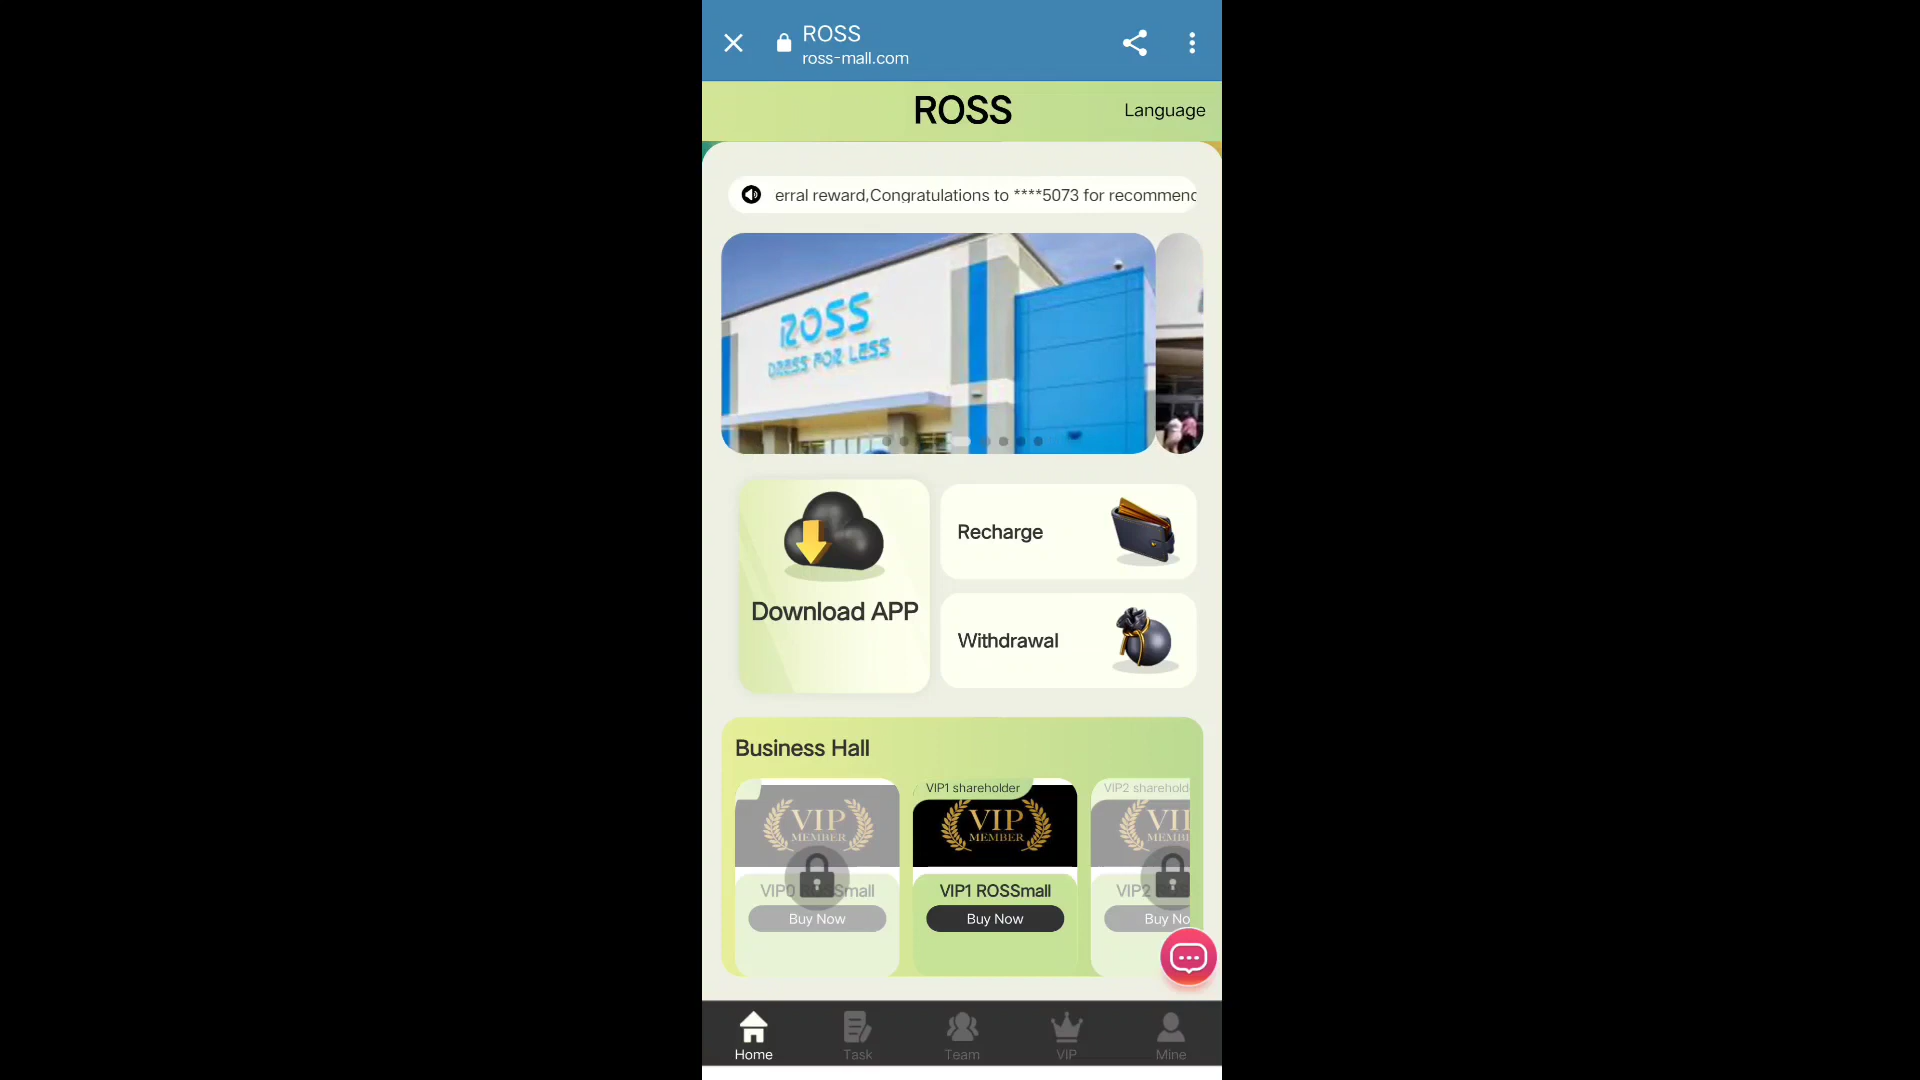 ROSS
ross-mall.com
ROSS
Language
erral reward,Congratulations to ****5073 for recommend
ROSS
DRESS FOR LESS
Download APP
Recharge
Withdrawal
Business Hall
VIP
MEMBER
VIP0 ROSSmall
Buy Now
VIP1 shareholder
VIP
MEMBER
VIP1 ROSSmall
Buy Now
VIP2 sharehold
VIP2
Buy No
Home
Task
Team
VIP
Mine